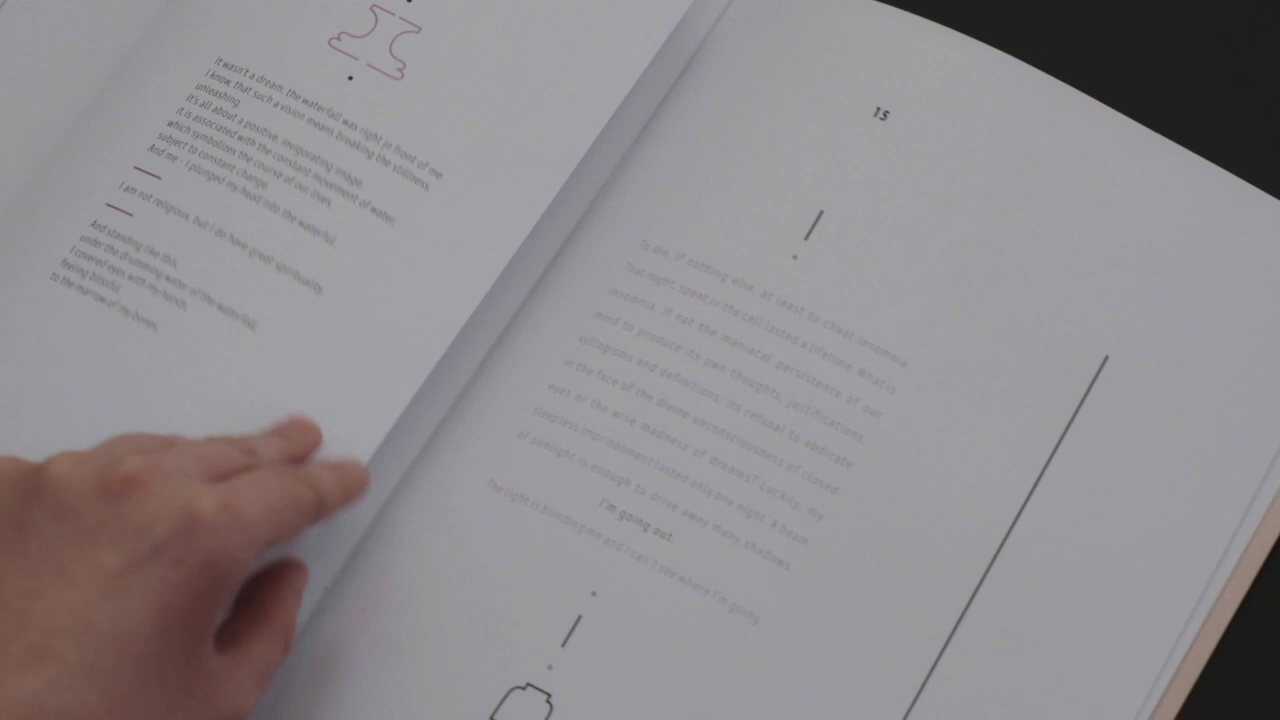 It wasn't a dream, the waterfall was right in front of me.
I know, that such a vision means breaking the stillness,
unleashing.
It's all about a positive, invigorating image.
it is associated with the constant movement of water;
which symbolizes the course of our lives,
subject to constant change.
And me - I plunged my head into the waterfall,
I am not religious, but I do have great spirituality.
And standing like this,
under the drumming water of the waterfall,
I covered eyes with my hands,
feeling blissful
to the marrow of my bones.
15
To die, if nothing else, at least to cheat insomnia
That night, spent in the cell lasted a lifetime. What is
insomnia, if not the maniacal persistence of our
mind to produce its own thoughts, justifications,
syllogisms and definitions, its refusal to abdicate
in the face of the divine unconsciousness of closed
eyes or the wise madness of dreams? Luckily, my
sleepless imprisonment lasted only one night. A beam
of sunlight is enough to drive away many shadows.
I'm going out.
The light is blinding me and I can't see where I'm going